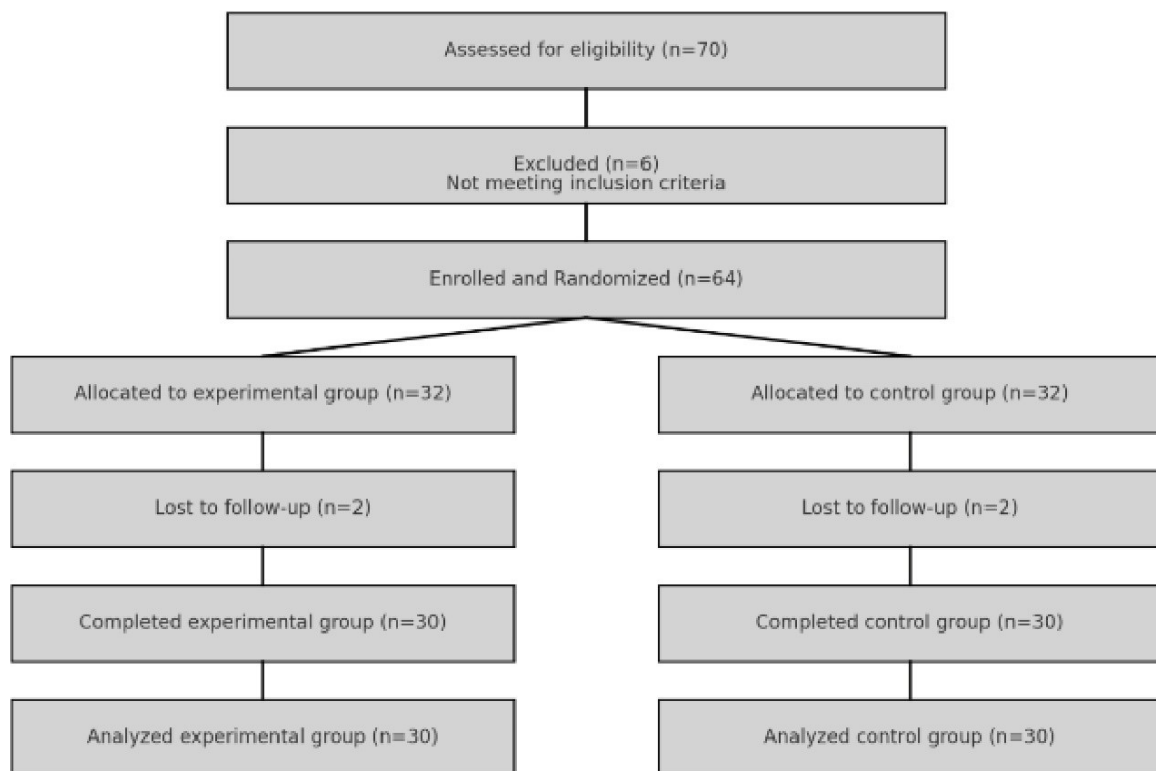 Assessed for eligibility (n=70)
Excluded (n=6)
Not meeting inclusion criteria
Enrolled and Randomized (n=64)
Allocated to experimental group (n=32)
Allocated to control group (n=32)
Lost to follow-up (n=2)
Lost to follow-up (n=2)
Completed experimental group (n=30)
Completed control group (n=30)
Analyzed experimental group (n=30)
Analyzed control group (n=30)